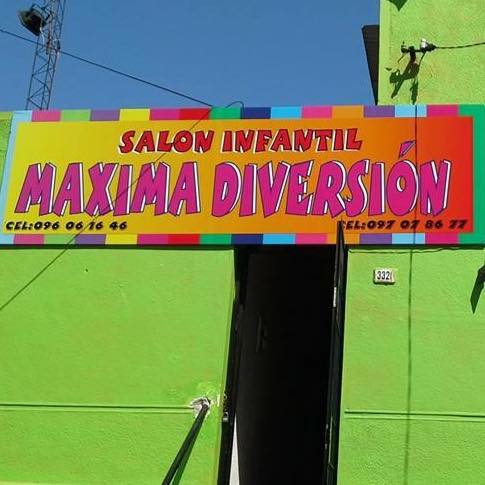 SALON INFANTIL
MAXIMA DIVERSIÓN
CEL:096 06 16 46 CEL:097 07 86 77
332